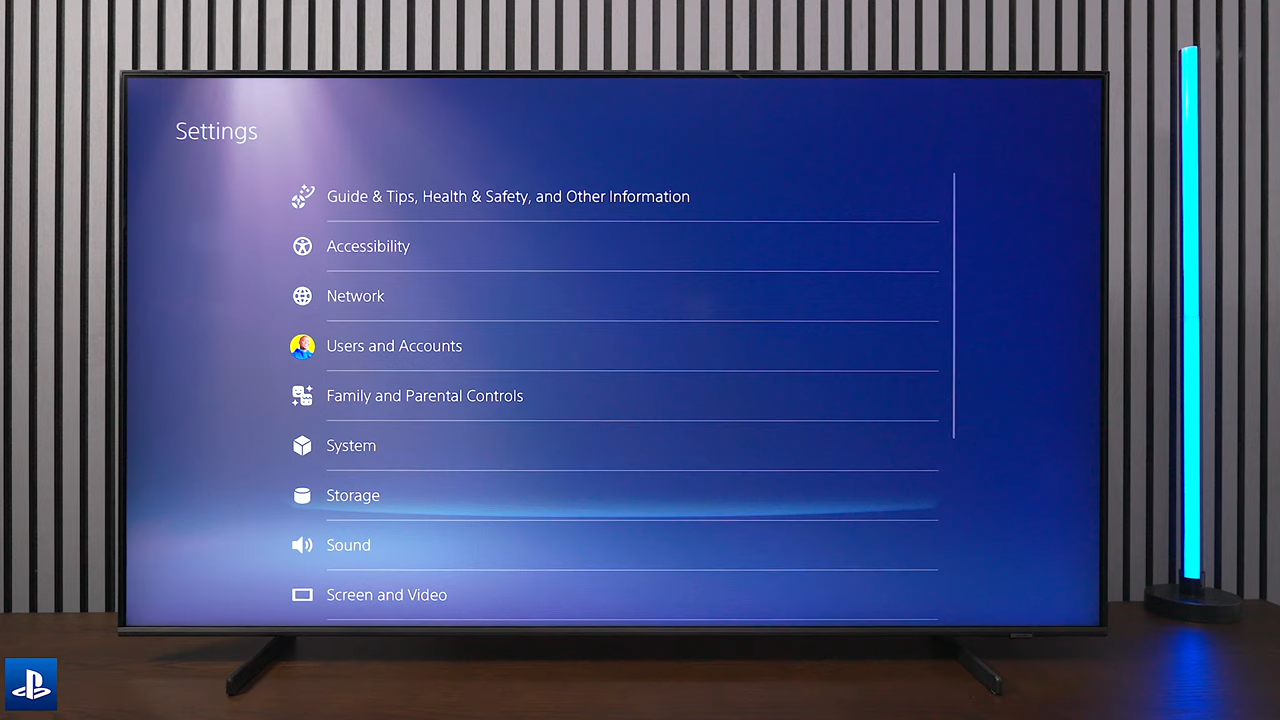 Settings
Guide & Tips, Health & Safety, and Other Information
Accessibility
Network
Users and Accounts
Family and Parental Controls
System
Storage
Sound
Screen and Video